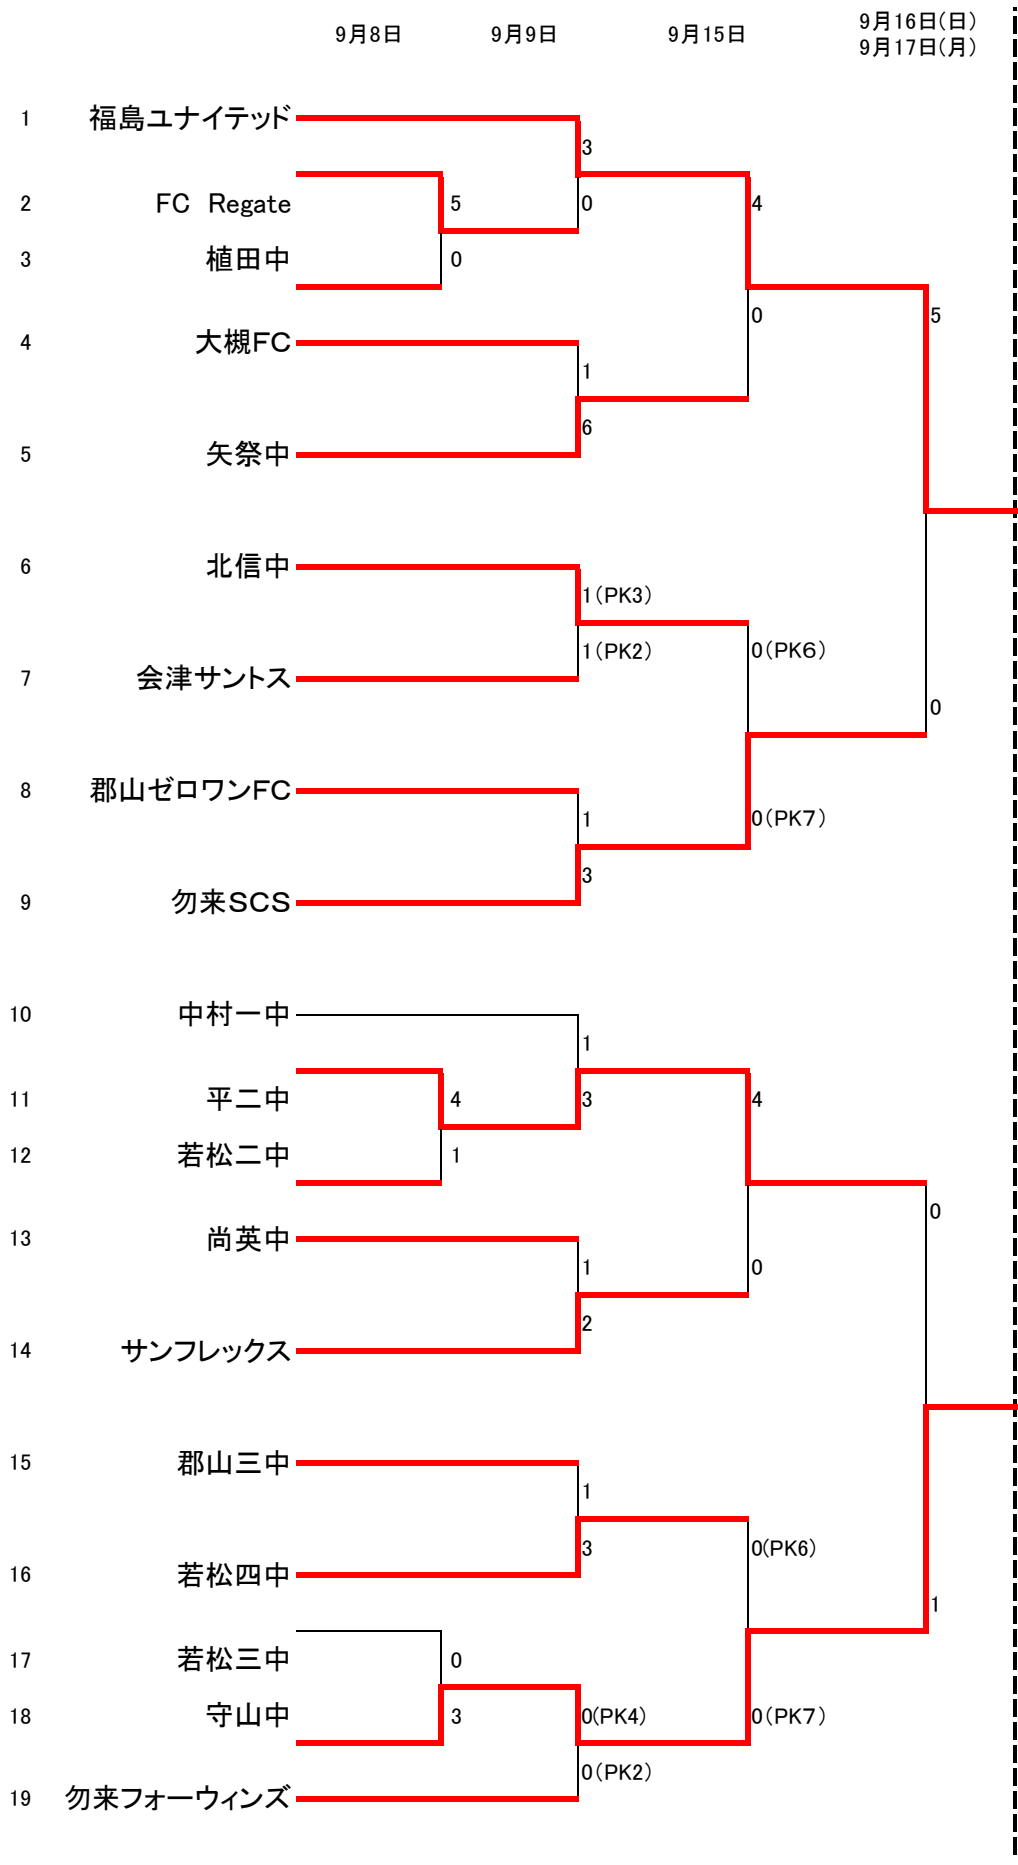 9月8日 9月9日 9月15日 9月16日(日)
9月17日(月)
1 福島ユナイテッド
3
2 FC Regate 5 0 4
3 植田中 0
0 5
4 大槻FC
1
6
5 矢祭中
6 北信中
1(PK3)
1(PK2) 0(PK6)
7 会津サントス
0
8 郡山ゼロワンFC
1 0(PK7)
3
9 勿来SCS
10 中村一中
1
11 平二中 4 3 4
12 若松二中 1
0
13 尚英中
1 0
2
14 サンフレックス
15 郡山三中
1
3 0(PK6)
16 若松四中
1
17 若松三中 0
18 守山中 3 0(PK4) 0(PK7)
0(PK2)
19 勿来フォーウィンズ